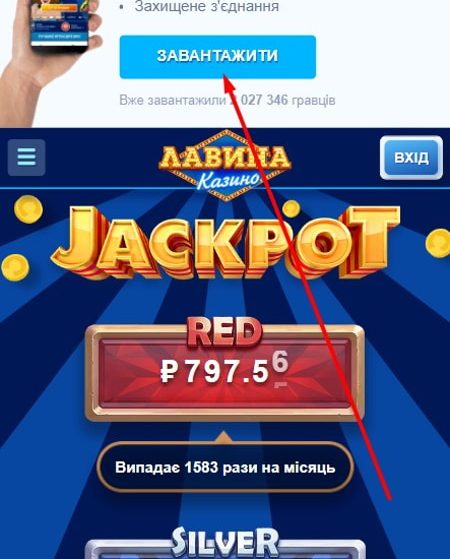 Захищене з'єднання
ЗАВАНТАЖИТИ
Вже завантажили 2 027 346 гравців
ЛАВИНА
Казино
ВХІД
JACKPOT
RED
₽797.56
Випадає 1583 рази на місяць
SILVER